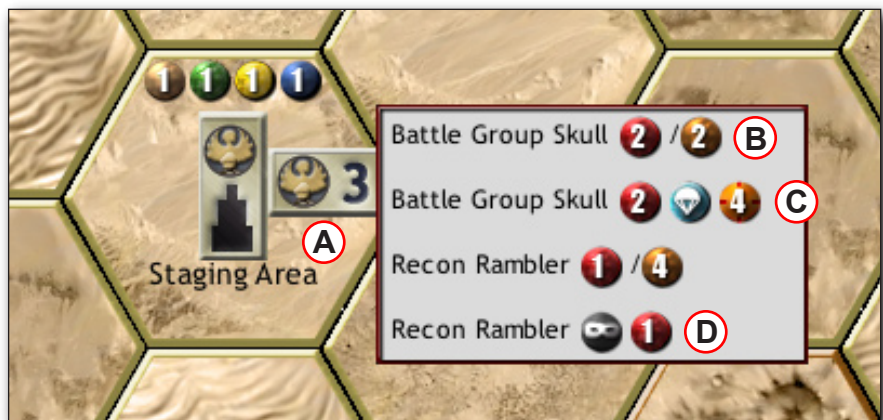 1 1 1 1
3
A
Staging Area
Battle Group Skull 2 / 2 B
Battle Group Skull 2 4 C
Recon Rambler 1 / 4
Recon Rambler 1 D